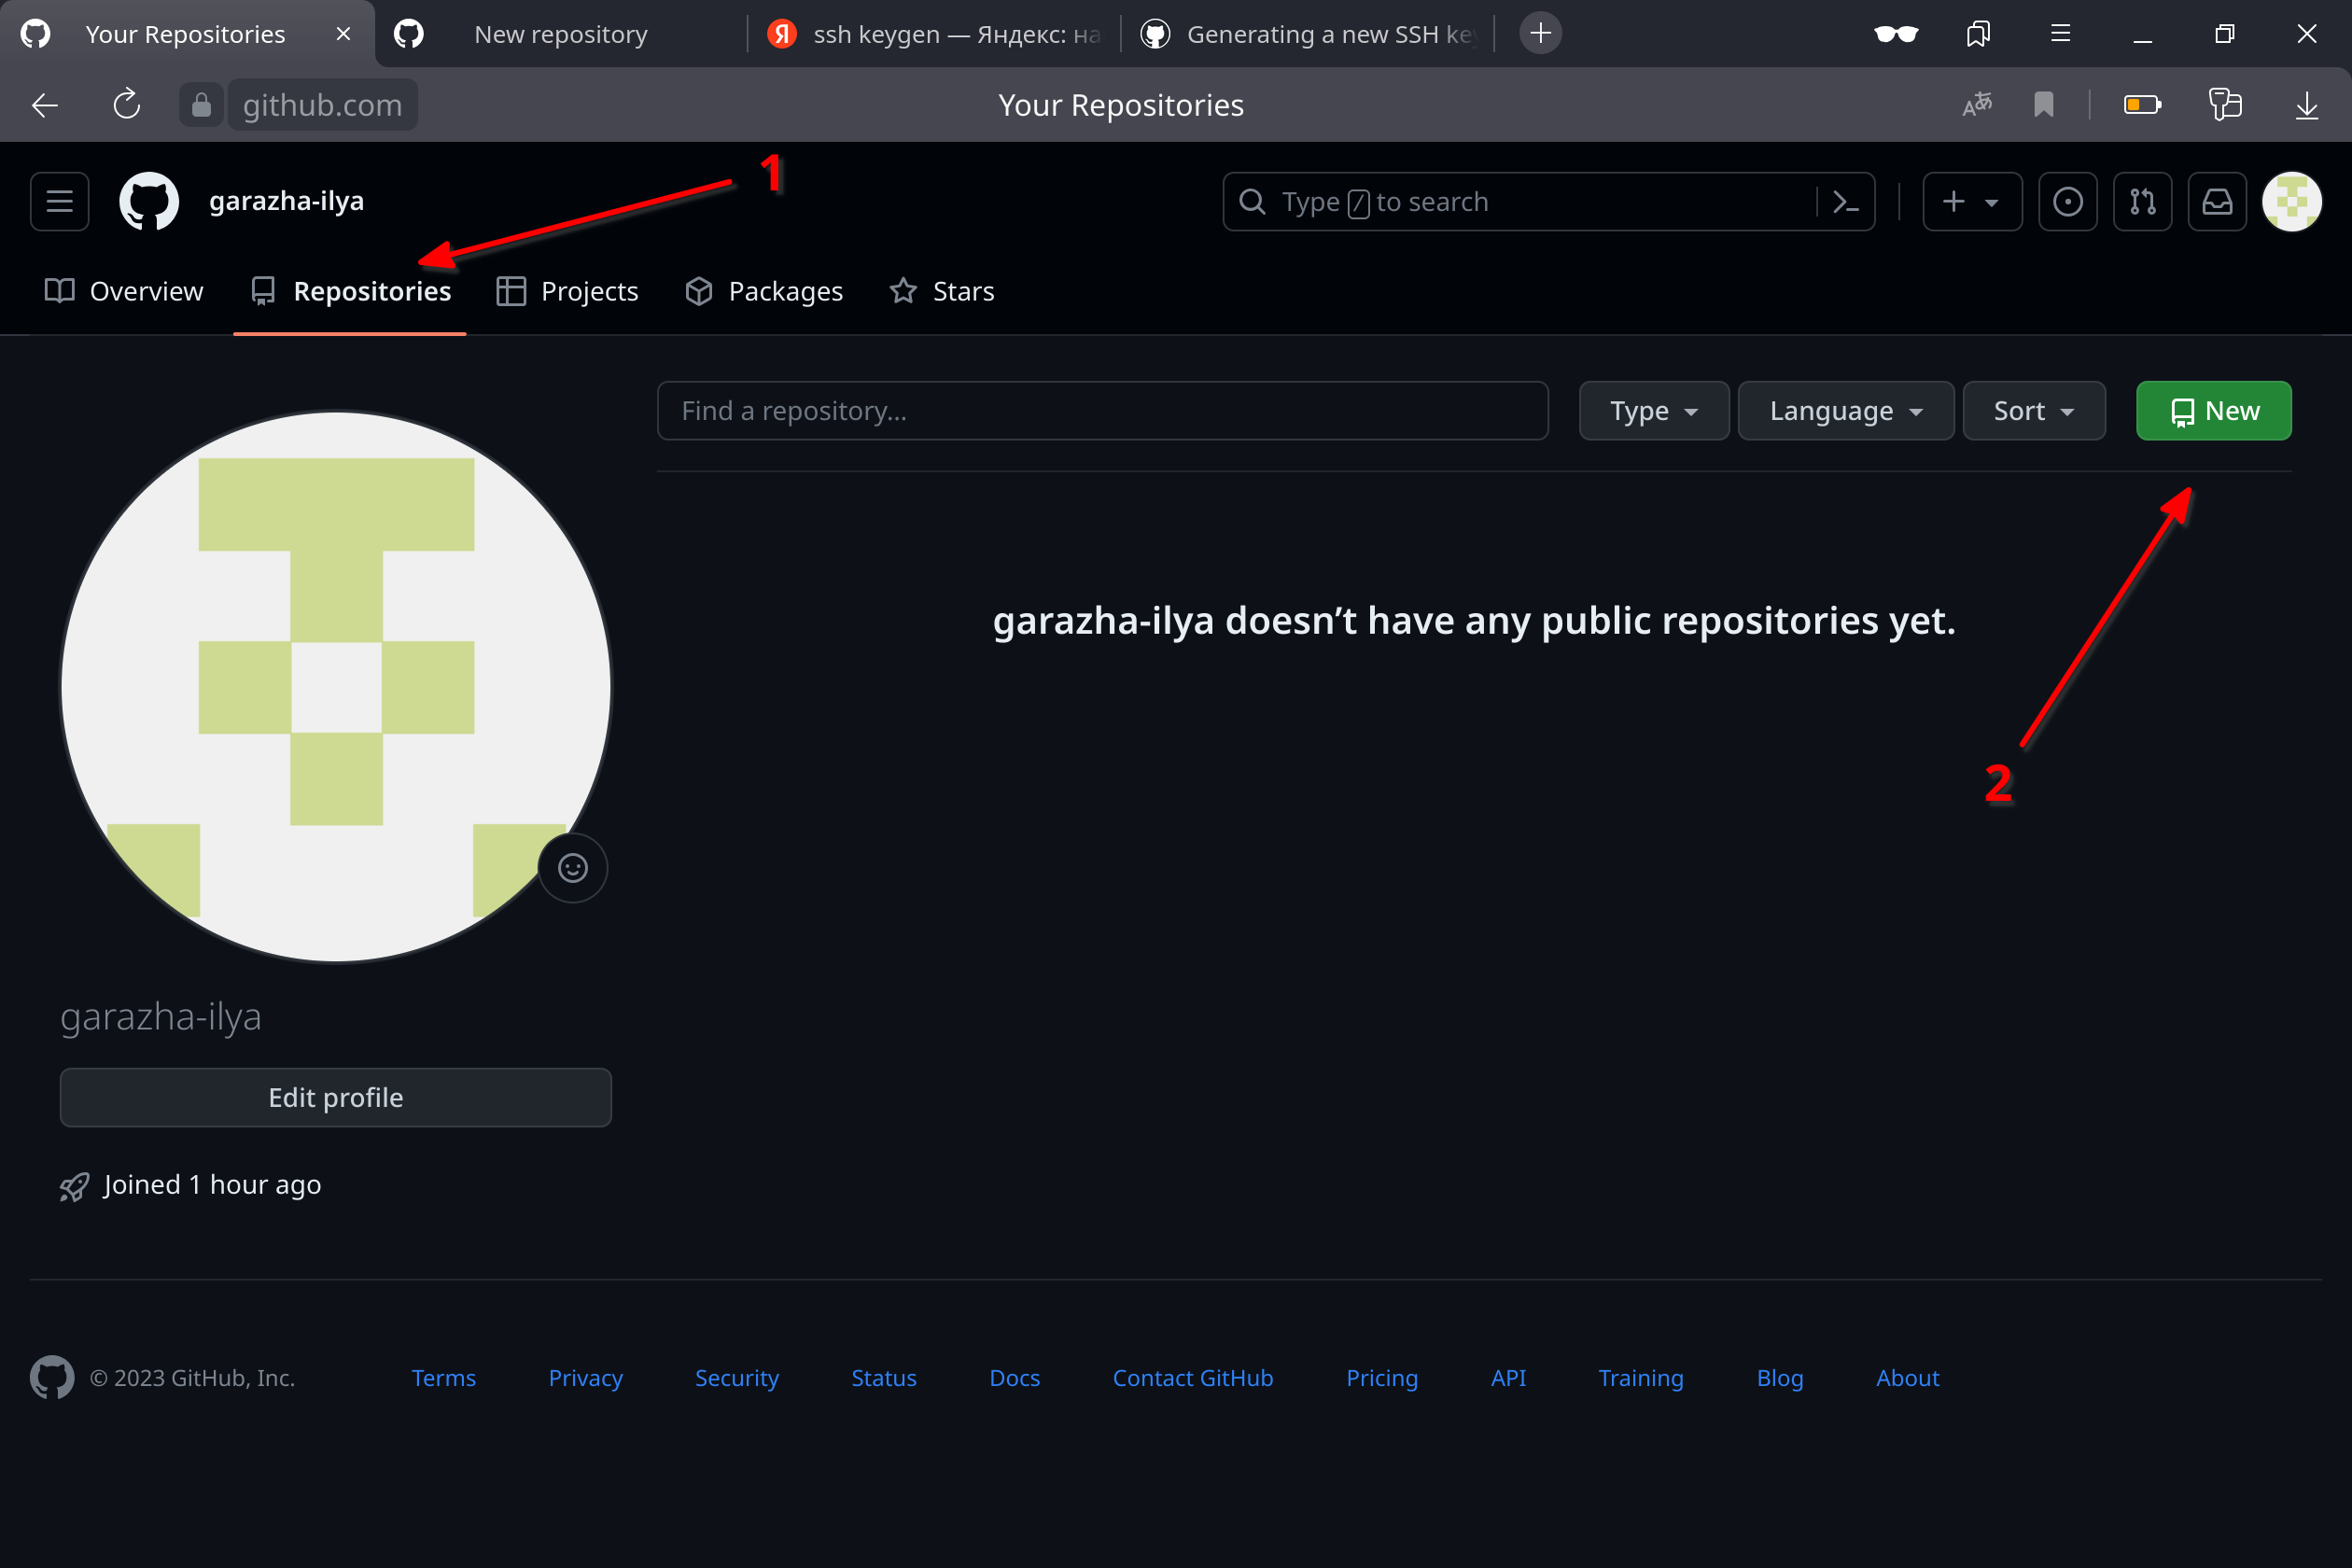 Your Repositories
New repository
Я ssh keygen — Яндекс: на
Generating a new SSH key
github.com
Your Repositories
1
garazha-ilya
Type / to search
Overview
Repositories
Projects
Packages
Stars
Find a repository...
Type
Language
Sort
New
garazha-ilya doesn’t have any public repositories yet.
2
garazha-ilya
Edit profile
Joined 1 hour ago
© 2023 GitHub, Inc.
Terms
Privacy
Security
Status
Docs
Contact GitHub
Pricing
API
Training
Blog
About